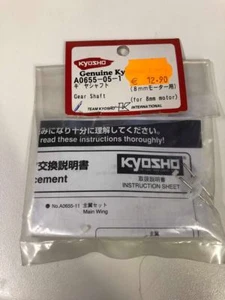 KYOSHO
Genuine Ky
A0655-05-1
ギヤシャフト
(8mmモーター用)
Gear Shaft
(for 8mm motor)
€ 12.90
TEAM KYOSHO INTERNATIONAL
みになり十分に理解してください。
read these instructions thoroughly!
交換説明書
cement
KYOSHO
取扱説明書
INSTRUCTION SHEET
No.A0655-11 主翼セット
Main Wing
主翼